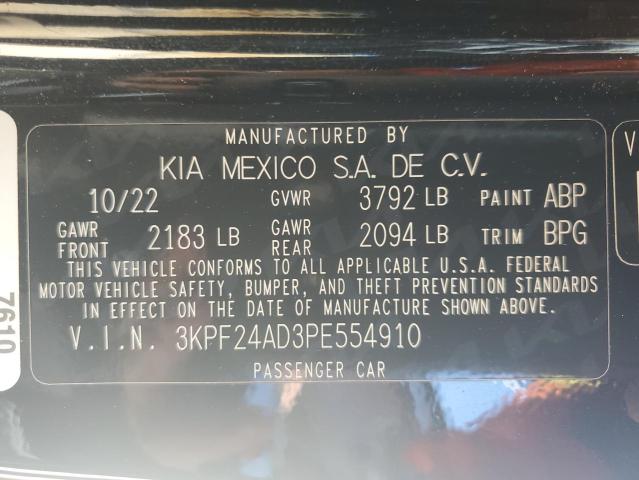 MANUFACTURED BY
KIA MEXICO S.A. DE C.V.
10/22 GVWR 3792 LB PAINT ABP
GAWR FRONT 2183 LB GAWR REAR 2094 LB TRIM BPG
THIS VEHICLE CONFORMS TO ALL APPLICABLE U.S.A. FEDERAL
MOTOR VEHICLE SAFETY, BUMPER, AND THEFT PREVENTION STANDARDS
IN EFFECT ON THE DATE OF MANUFACTURE SHOWN ABOVE.
V.I.N. 3KPF24AD3PE554910
PASSENGER CAR
7610
V